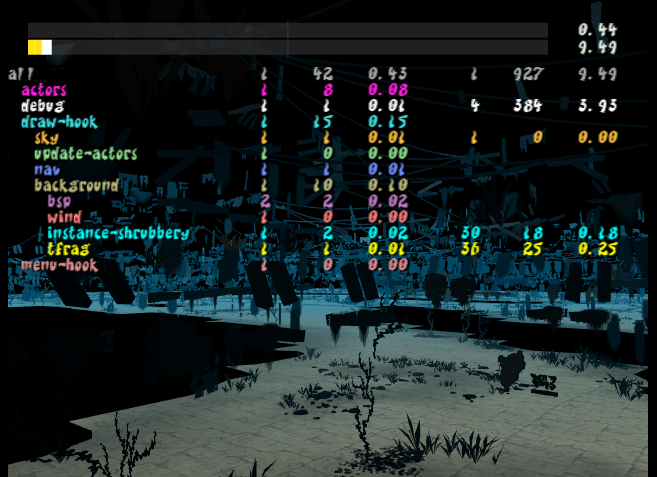 0.44
9.49
all 1 42 0.43 1 927 9.49
actors 1 8 0.08
debug 1 1 0.01 4 384 3.93
draw-hook 1 15 0.15
sky 1 1 0.01 1 0 0.00
update-actors 1 0 0.00
nav 1 0 0.00
background 1 10 0.10
bsp 2 2 0.02
wind 1 0 0.00
instance-shrubbery 1 2 0.02 30 18 0.18
tfrag 1 1 0.01 36 25 0.25
menu-hook 1 0 0.00